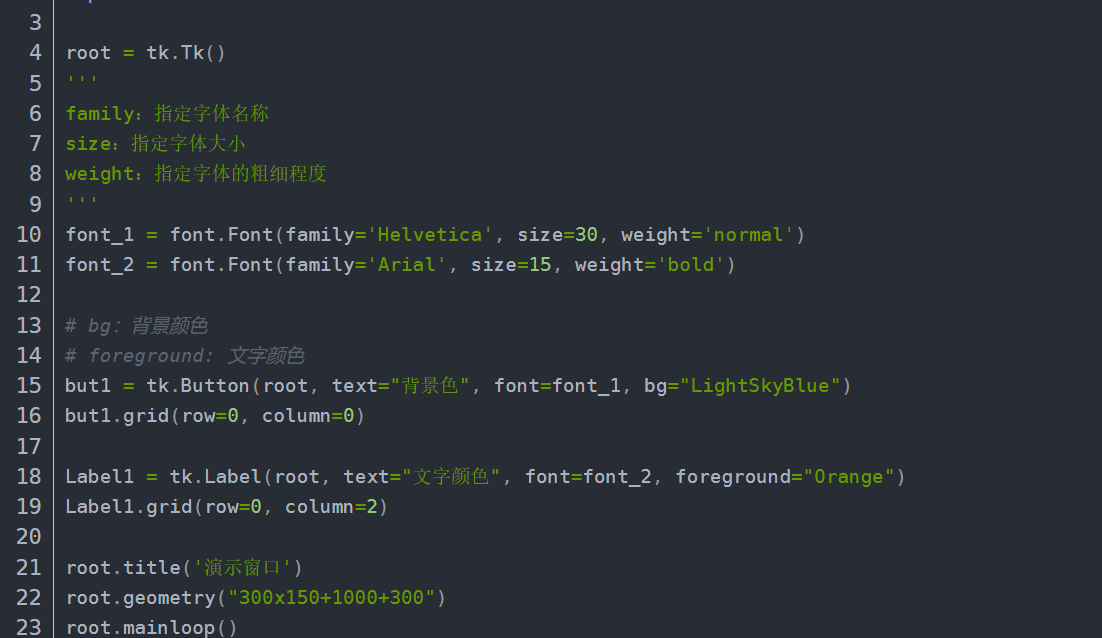 3
4 root = tk.Tk()
5 '''
6 family：指定字体名称
7 size：指定字体大小
8 weight：指定字体的粗细程度
9 '''
10 font_1 = font.Font(family='Helvetica', size=30, weight='normal')
11 font_2 = font.Font(family='Arial', size=15, weight='bold')
12
13 # bg：背景颜色
14 # foreground: 文字颜色
15 but1 = tk.Button(root, text="背景色", font=font_1, bg="LightSkyBlue")
16 but1.grid(row=0, column=0)
17
18 Label1 = tk.Label(root, text="文字颜色", font=font_2, foreground="Orange")
19 Label1.grid(row=0, column=2)
20
21 root.title('演示窗口')
22 root.geometry("300x150+1000+300")
23 root.mainloop()